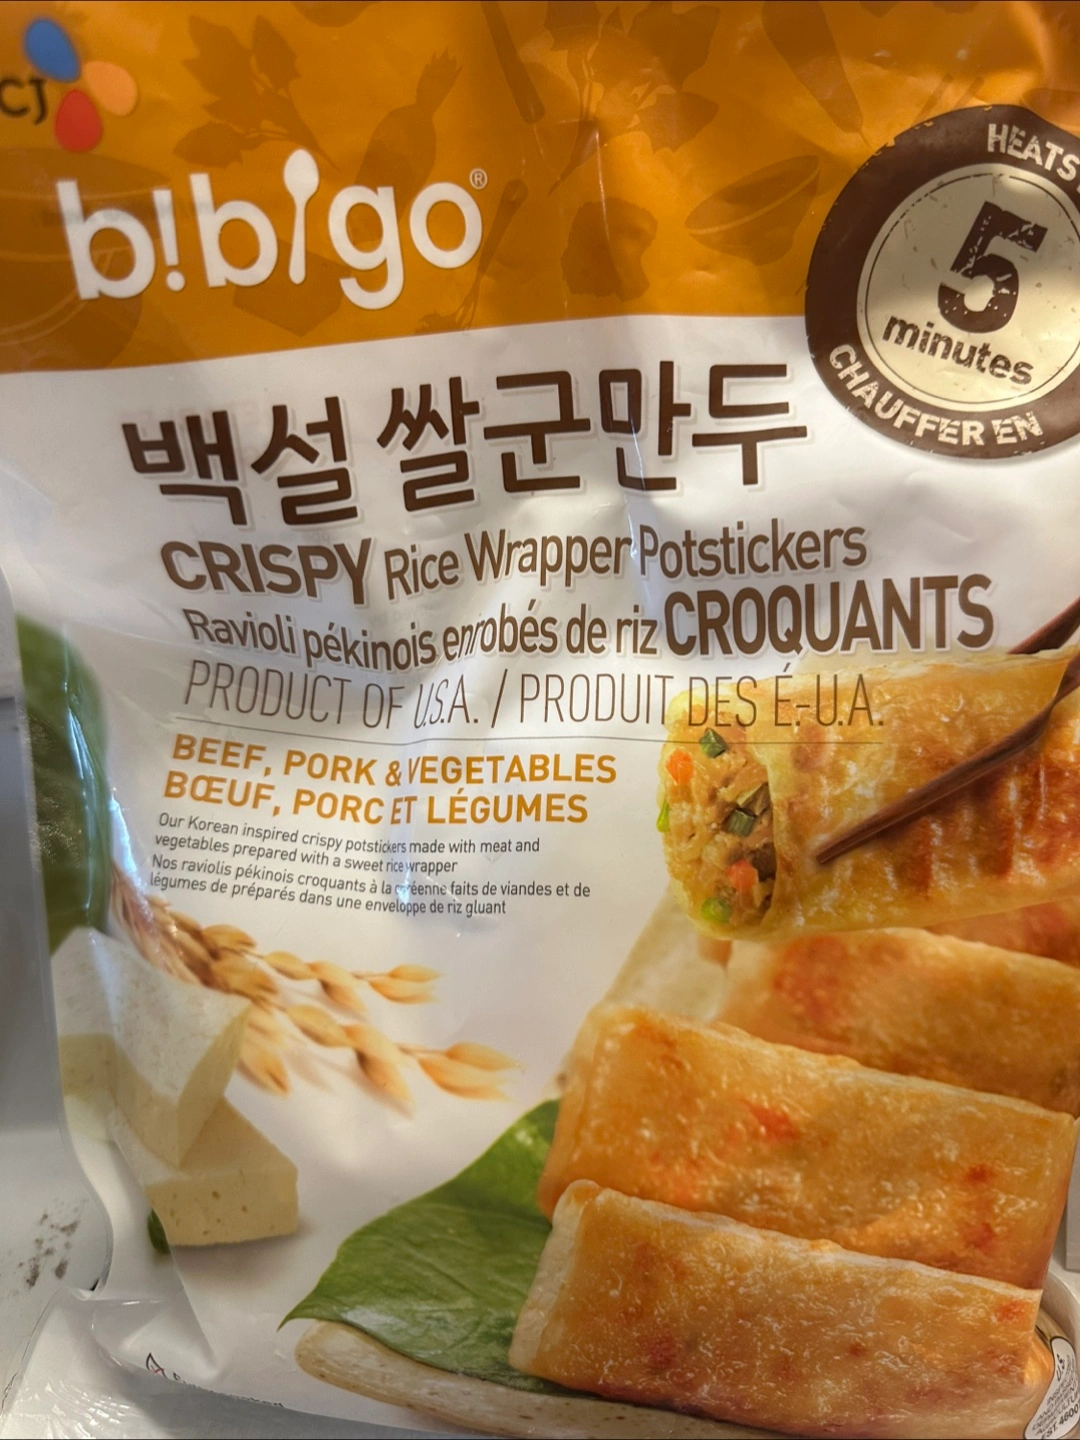 CJ
b!bigo®
HEATS
5
minutes
CHAUFFER EN
백설 쌀군만두
CRISPY Rice Wrapper Potstickers
Ravioli pékinois enrobés de riz CROQUANTS
PRODUCT OF U.S.A. / PRODUIT DES É.-U.A.
BEEF, PORK & VEGETABLES
BŒUF, PORC ET LÉGUMES
Our Korean inspired crispy potstickers made with meat and
vegetables prepared with a sweet rice wrapper
Nos raviolis pékinois croquants à la coréenne faits de viandes et de
légumes de préparés dans une enveloppe de riz gluant
EST. 4600